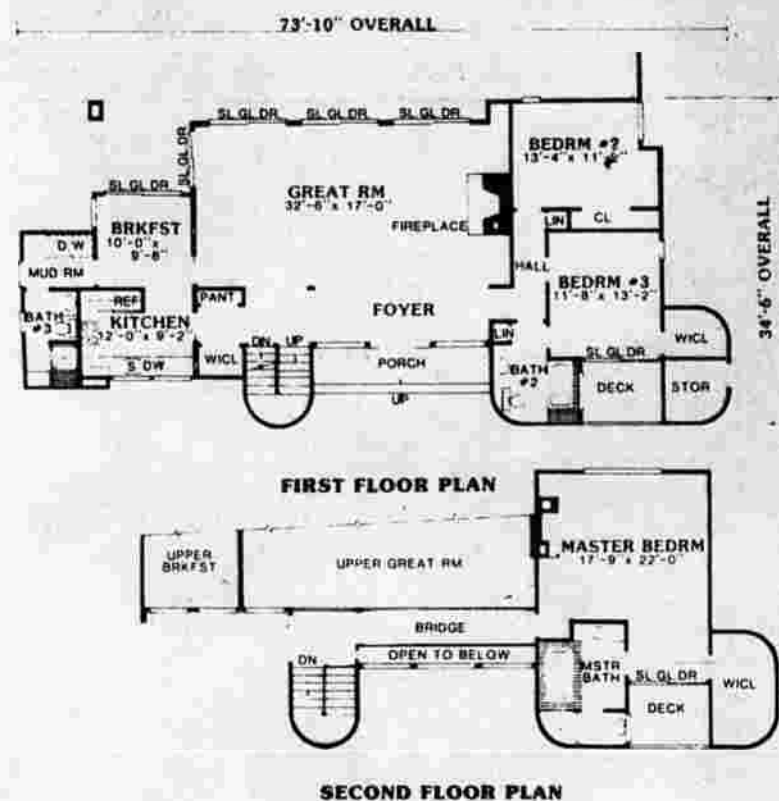 73'-10" OVERALL
SL GL DR
SL GL DR
SL GL DR
SL GL DR
BEDRM #2
GREAT RM
32'-6" x 17'-0"
FIREPLACE
SL GL DR
BRKFST
10'-0" x
9'-8"
LIN
CL
34'-6" OVERALL
D W
MUD RM
HALL
BEDRM #3
11'-8" x 13'-2"
REF
PANT
FOYER
BATH
#3
KITCHEN
12'-0" x 9'-2"
LIN
WICL
DN
UP
SL GL DR
S DW
WICL
PORCH
BATH
#2
DECK
STOR
UP
FIRST FLOOR PLAN
UPPER
BRKFST
UPPER GREAT RM
MASTER BEDRM
17'-9" x 22'-0"
BRIDGE
OPEN TO BELOW
DN
MSTR
BATH
SL GL DR
WICL
DECK
SECOND FLOOR PLAN